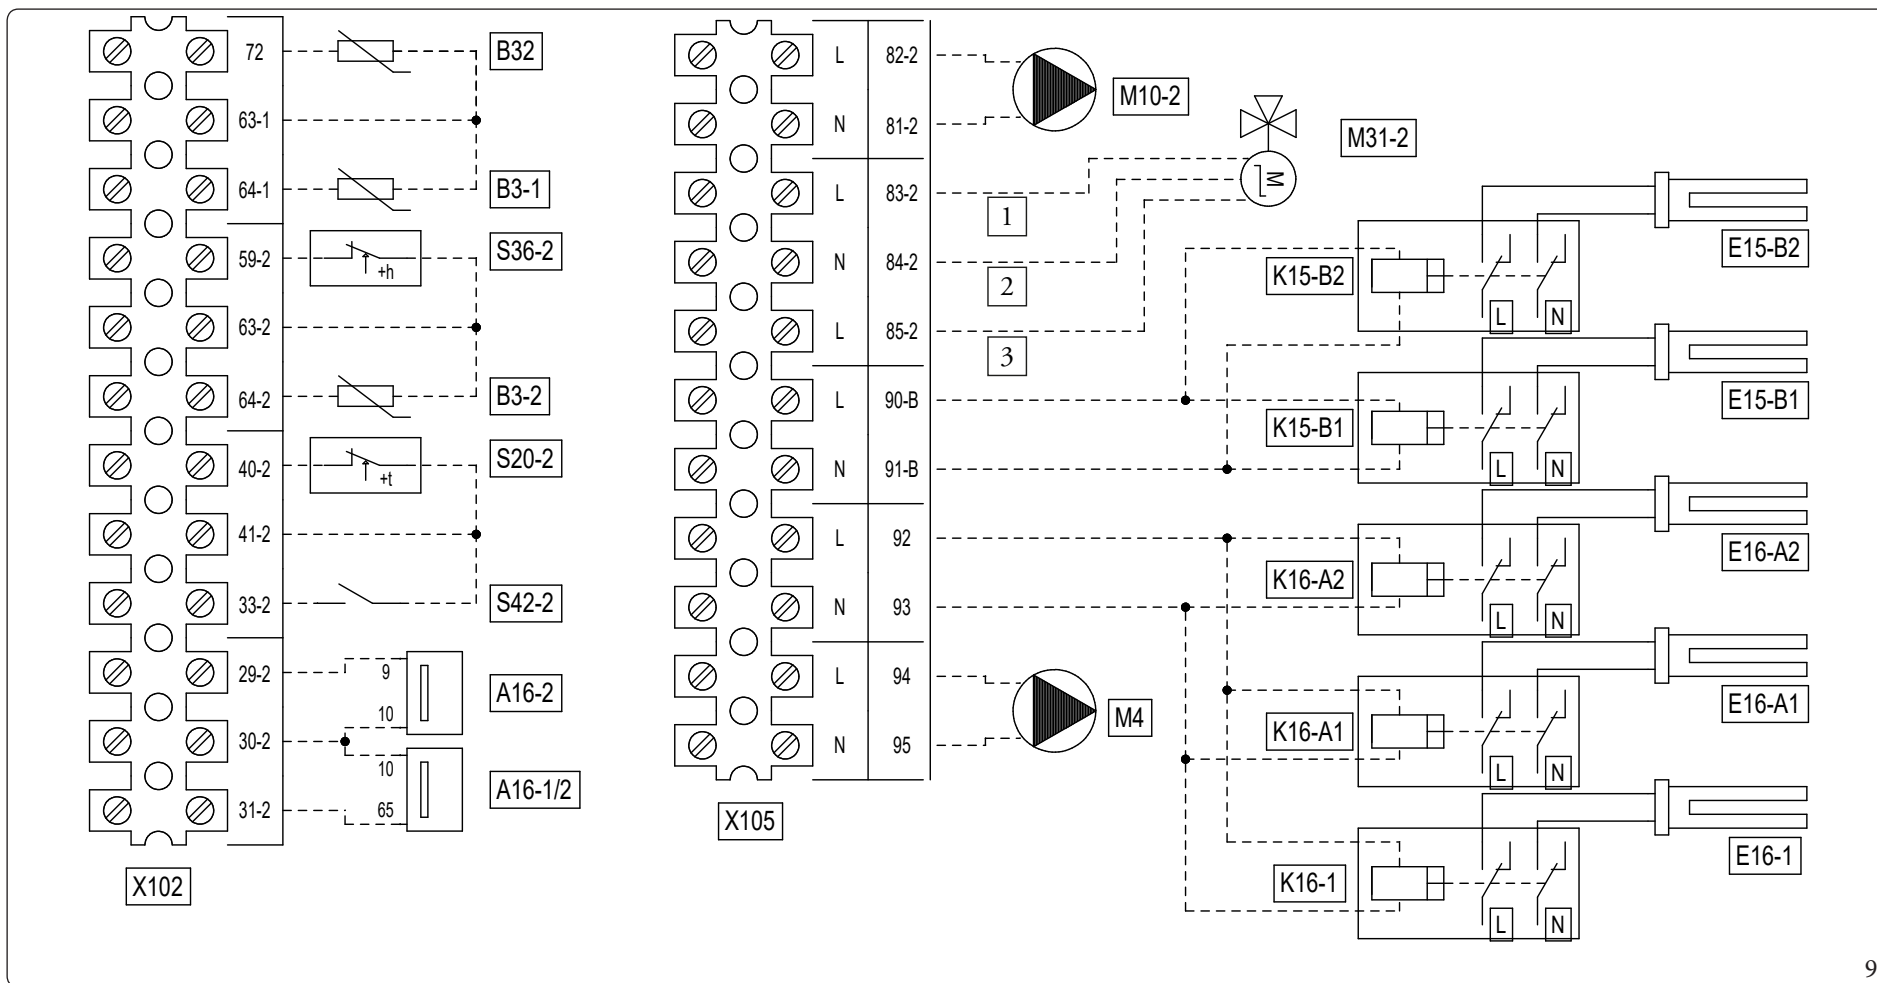 72
B32
63-1
64-1
B3-1
59-2
+h
S36-2
63-2
64-2
B3-2
40-2
+t
S20-2
41-2
33-2
S42-2
29-2
9
10
A16-2
30-2
10
65
A16-1/2
31-2
X102
L 82-2
M10-2
N 81-2
M31-2
M
L 83-2
1
N 84-2
2
L 85-2
3
L 90-B
N 91-B
L 92
N 93
L 94
M4
N 95
X105
K15-B2
L N
E15-B2
K15-B1
L N
E15-B1
K16-A2
L N
E16-A2
K16-A1
L N
E16-A1
K16-1
L N
E16-1
9